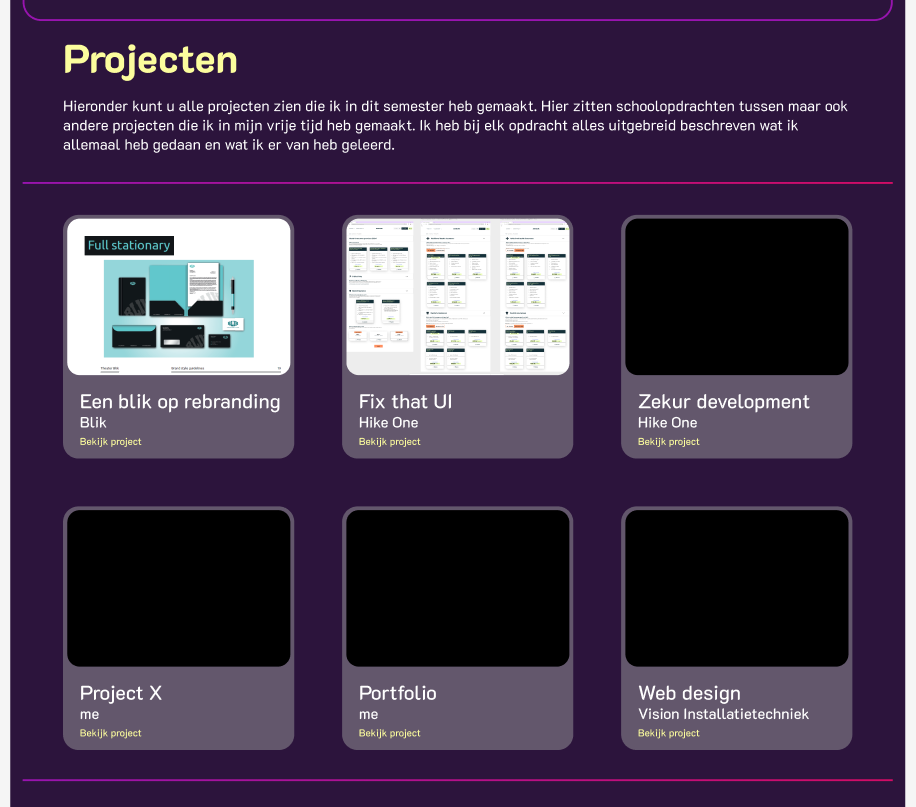 Projecten
Hieronder kunt u alle projecten zien die ik in dit semester heb gemaakt. Hier zitten schoolopdrachten tussen maar ook
andere projecten die ik in mijn vrije tijd heb gemaakt. Ik heb bij elk opdracht alles uitgebreid beschreven wat ik
allemaal heb gedaan en wat ik er van heb geleerd.
Full stationary
Een blik op rebranding
Blik
Bekijk project
Fix that UI
Hike One
Bekijk project
Zekur development
Hike One
Bekijk project
Project X
me
Bekijk project
Portfolio
me
Bekijk project
Web design
Vision Installatietechniek
Bekijk project